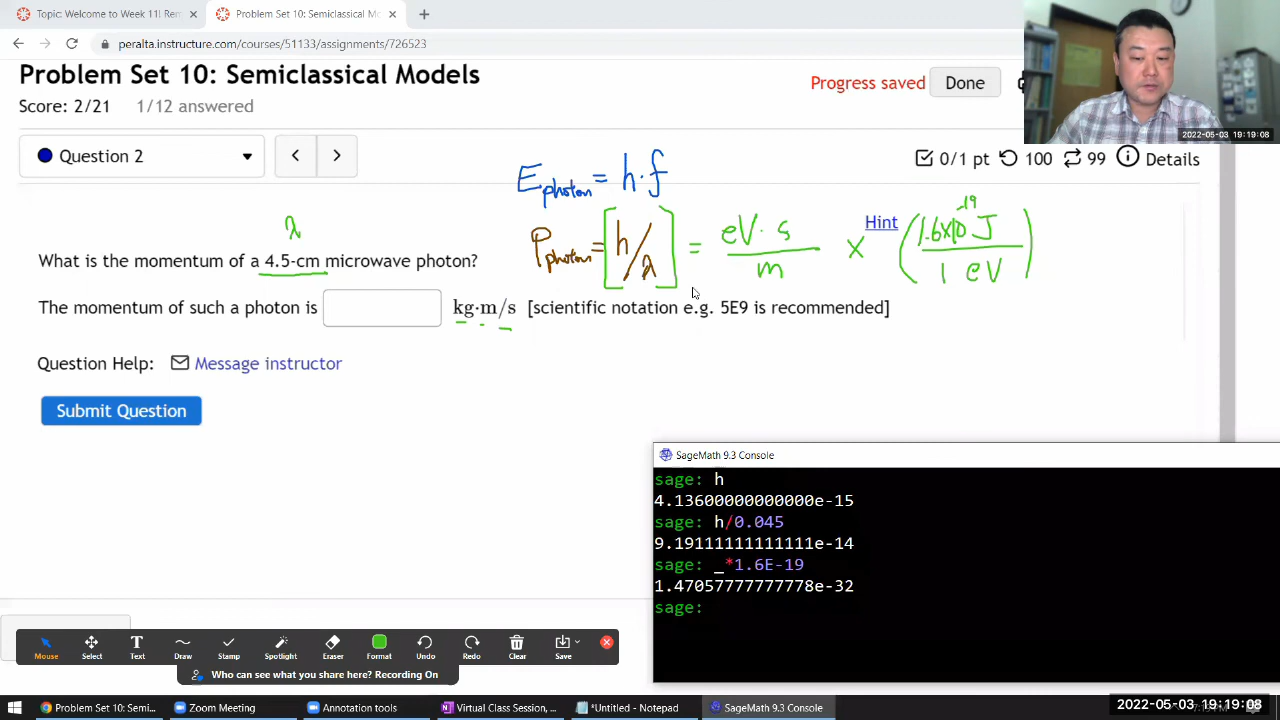 Topic: Welcome to Week 11! Rem
Problem Set 10: Semiclassical Mo
peralta.instructure.com/courses/51133/assignments/726523
Problem Set 10: Semiclassical Models
Score: 2/21 1/12 answered
Progress saved
Done
2022-05-03 19:19:08
Question 2
0/1 pt 100 99 Details
E photon = h·f
λ
P photon = [h/λ] = eV·s / m × (1.6×10⁻¹⁹ J / 1 eV)
Hint
What is the momentum of a 4.5-cm microwave photon?
The momentum of such a photon is kg·m/s [scientific notation e.g. 5E9 is recommended]
Question Help: Message instructor
Submit Question
SageMath 9.3 Console
sage: h
4.13600000000000e-15
sage: h/0.045
9.19111111111111e-14
sage: _*1.6E-19
1.47057777777778e-32
sage:
Mouse Select Text Draw Stamp Spotlight Eraser Format Undo Redo Clear Save
Who can see what you share here? Recording On
Problem Set 10: Semi... Zoom Meeting Annotation tools Virtual Class Session, ... *Untitled - Notepad SageMath 9.3 Console
2022-05-03 19:19:08